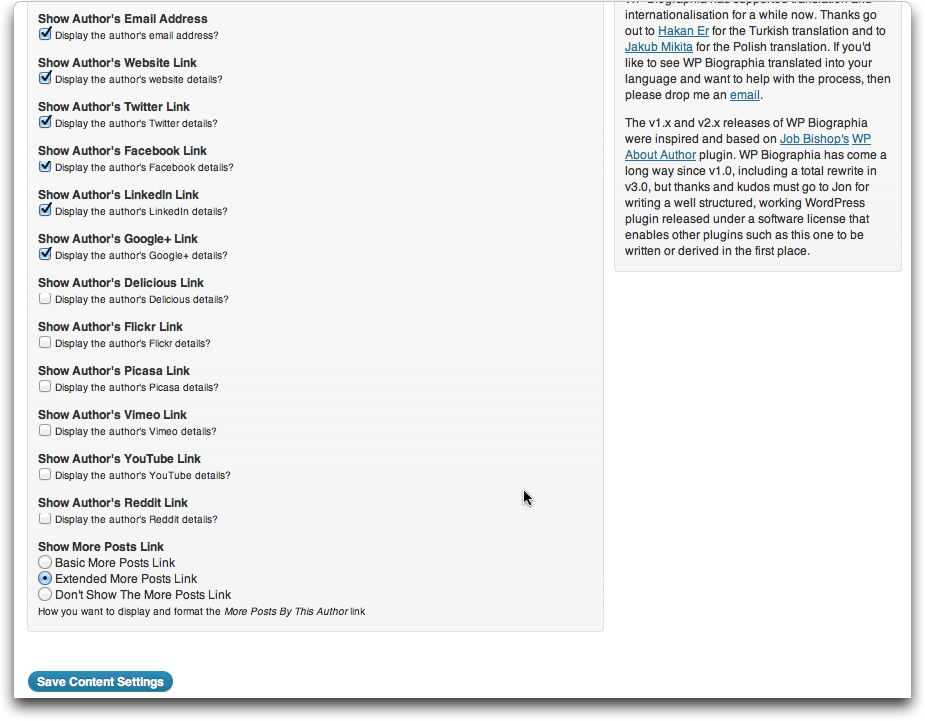 Show Author's Email Address
Display the author's email address?
Show Author's Website Link
Display the author's website details?
Show Author's Twitter Link
Display the author's Twitter details?
Show Author's Facebook Link
Display the author's Facebook details?
Show Author's LinkedIn Link
Display the author's LinkedIn details?
Show Author's Google+ Link
Display the author's Google+ details?
Show Author's Delicious Link
Display the author's Delicious details?
Show Author's Flickr Link
Display the author's Flickr details?
Show Author's Picasa Link
Display the author's Picasa details?
Show Author's Vimeo Link
Display the author's Vimeo details?
Show Author's YouTube Link
Display the author's YouTube details?
Show Author's Reddit Link
Display the author's Reddit details?
Show More Posts Link
Basic More Posts Link
Extended More Posts Link
Don't Show The More Posts Link
How you want to display and format the More Posts By This Author link
Save Content Settings
WP Biographia has supported translation and
internationalisation for a while now. Thanks go
out to Hakan Er for the Turkish translation and to
Jakub Mikita for the Polish translation. If you'd
like to see WP Biographia translated into your
language and want to help with the process, then
please drop me an email.
The v1.x and v2.x releases of WP Biographia
were inspired and based on Job Bishop's WP
About Author plugin. WP Biographia has come a
long way since v1.0, including a total rewrite in
v3.0, but thanks and kudos must go to Jon for
writing a well structured, working WordPress
plugin released under a software license that
enables other plugins such as this one to be
written or derived in the first place.